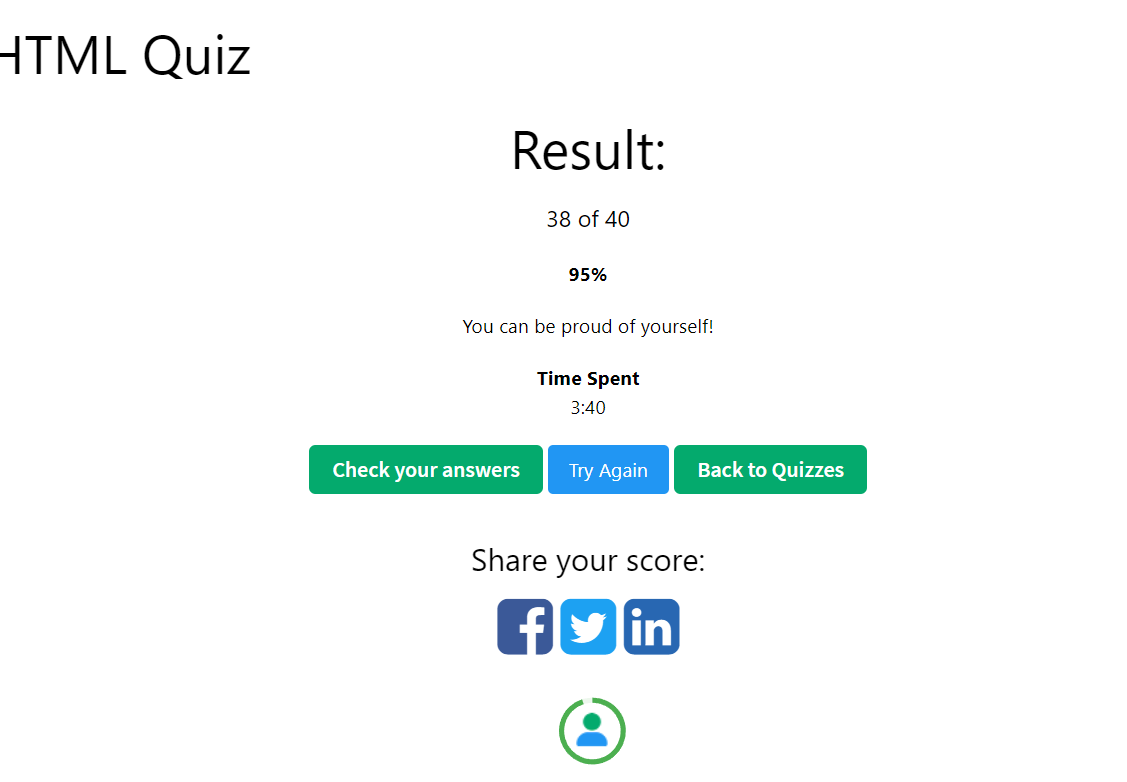 HTML Quiz
Result:
38 of 40
95%
You can be proud of yourself!
Time Spent
3:40
Check your answers Try Again Back to Quizzes
Share your score:
f in